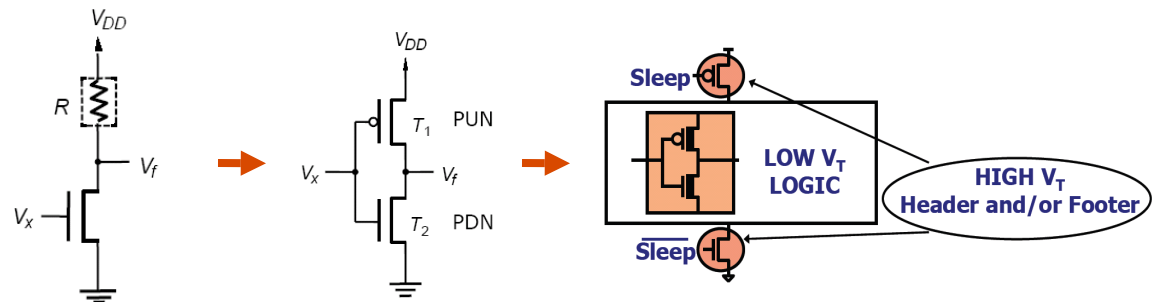 V_DD
R
V_f
V_x
V_DD
T_1
PUN
V_x
V_f
T_2
PDN
Sleep
LOW V_T
LOGIC
HIGH V_T
Header and/or Footer
S̅l̅e̅e̅p̅